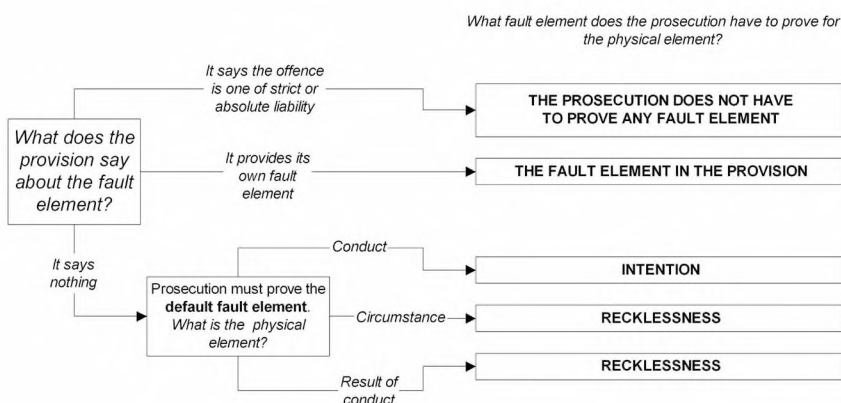 What fault element does the prosecution have to prove for
the physical element?
It says the offence
is one of strict or
absolute liability
THE PROSECUTION DOES NOT HAVE
TO PROVE ANY FAULT ELEMENT
What does the
provision say
about the fault
element?
It provides its
own fault
element
THE FAULT ELEMENT IN THE PROVISION
It says
nothing
Prosecution must prove the
default fault element.
What is the physical
element?
Conduct
INTENTION
Circumstance
RECKLESSNESS
Result of
conduct
RECKLESSNESS